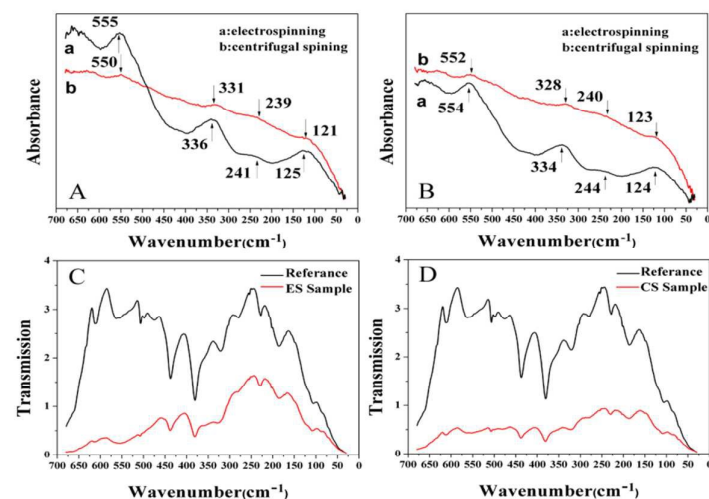 555
a:electrospinning
b:centrifugal spining
a
550
b
331
239
121
336
241
125
A
Absorbance
700 650 600 550 500 450 400 350 300 250 200 150 100 50 0
Wavenumber(cm⁻¹)
a:electrospinning
b:centrifugal spinning
b
552
a
554
328
240
123
334
244
124
B
Absorbance
700 650 600 550 500 450 400 350 300 250 200 150 100 50 0
Wavenumber(cm⁻¹)
C
Referance
ES Sample
4
3
2
1
0
Transmission
700 650 600 550 500 450 400 350 300 250 200 150 100 50 0
Wavenumber(cm⁻¹)
D
Referance
CS Sample
4
3
2
1
0
Transmission
700 650 600 550 500 450 400 350 300 250 200 150 100 50 0
Wavenumber(cm⁻¹)